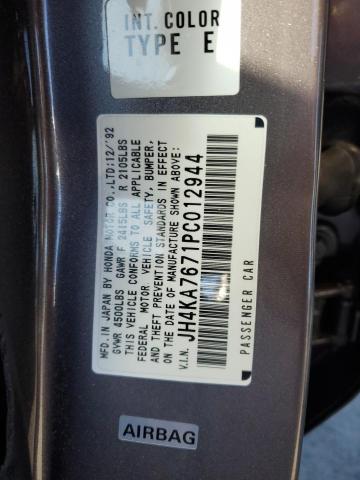 INT. COLOR
TYPE E
MFD. IN JAPAN BY HONDA MOTOR CO.,LTD:12/'92
GVWR 4500LBS GAWR F 2415LBS R 2105LBS
THIS VEHICLE CONFORMS TO ALL APPLICABLE
FEDERAL MOTOR VEHICLE SAFETY, BUMPER,
AND THEFT PREVENTION STANDARDS IN EFFECT
ON THE DATE OF MANUFACTURE SHOWN ABOVE:
V.I.N. JH4KA7671PC012944
PASSENGER CAR
AIRBAG